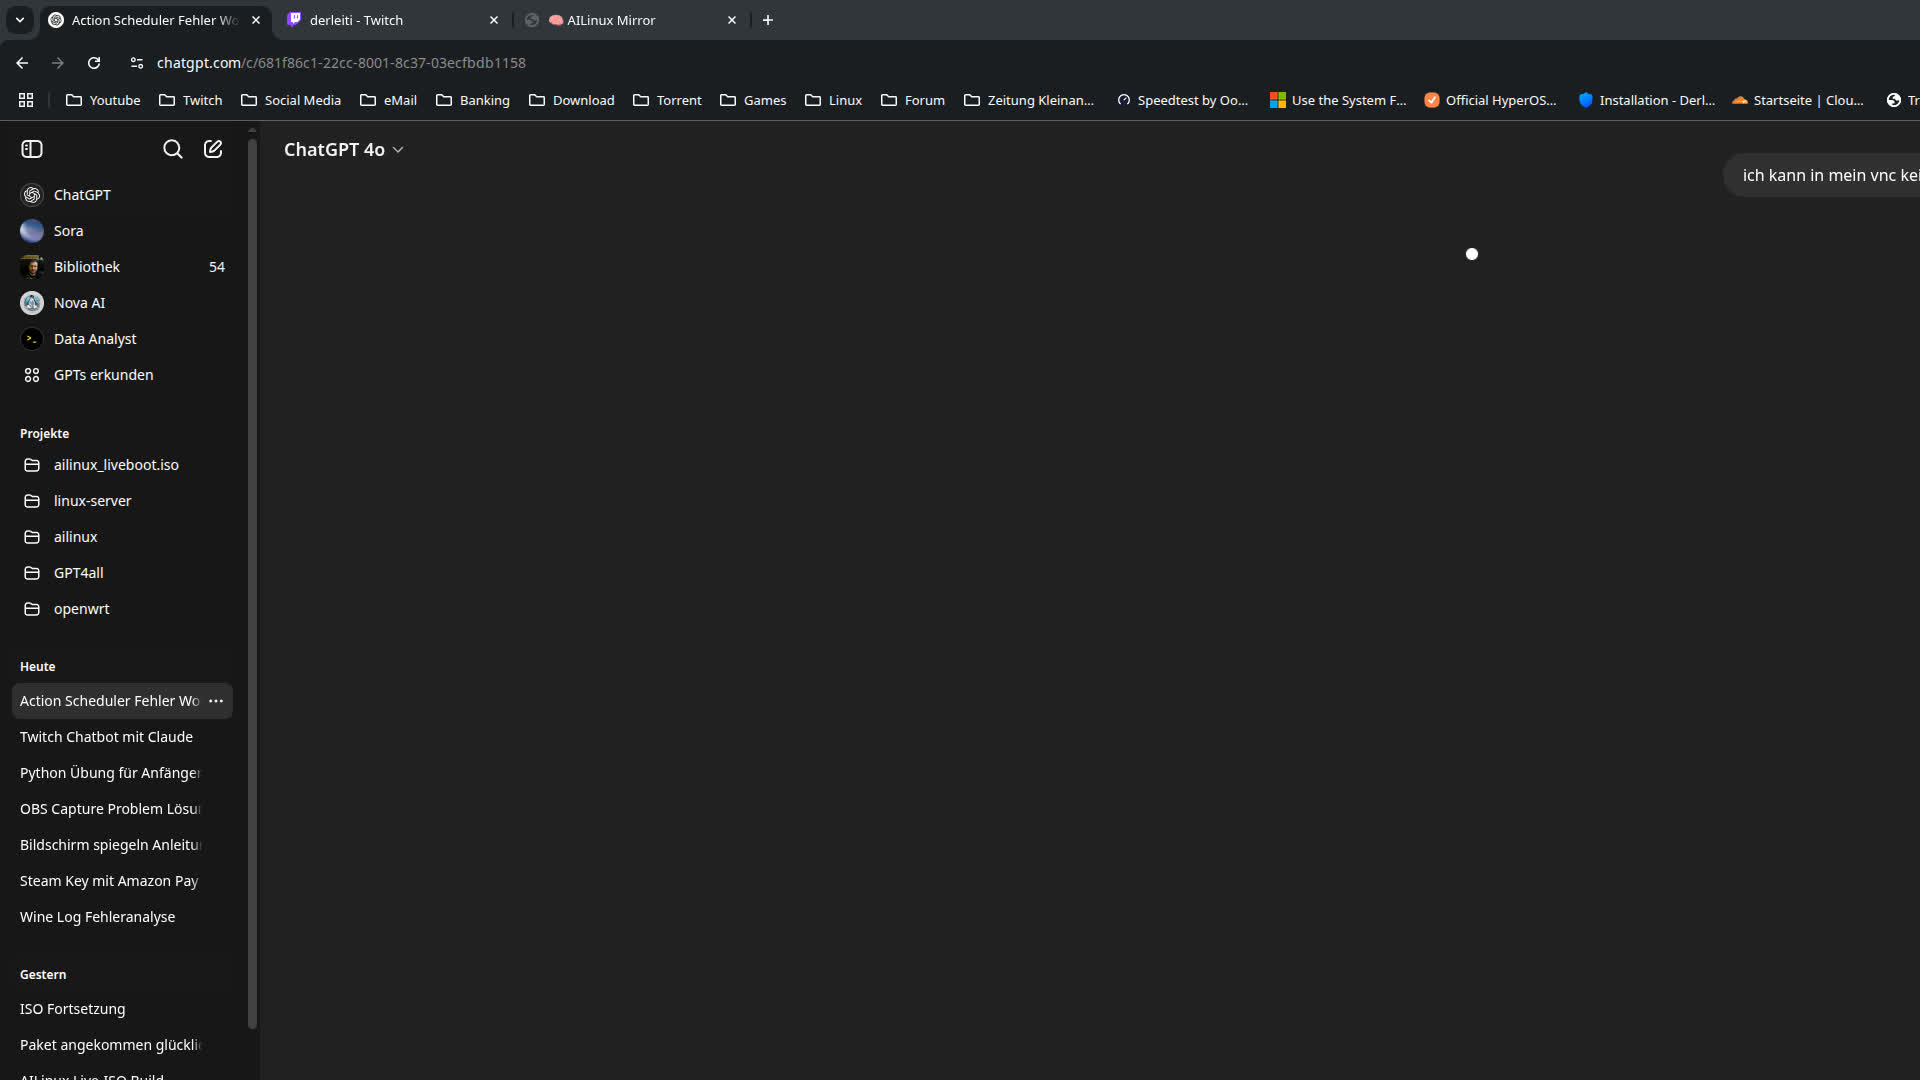 Action Scheduler Fehler Wo
derleiti - Twitch
AILinux Mirror
chatgpt.com/c/681f86c1-22cc-8001-8c37-03ecfbdb1158
Youtube Twitch Social Media eMail Banking Download Torrent Games Linux Forum Zeitung Kleinan... Speedtest by Oo... Use the System F... Official HyperOS... Installation - Derl... Startseite | Clou... Tr
ChatGPT 4o
ich kann in mein vnc kei
ChatGPT
Sora
Bibliothek 54
Nova AI
Data Analyst
GPTs erkunden
Projekte
ailinux_liveboot.iso
linux-server
ailinux
GPT4all
openwrt
Heute
Action Scheduler Fehler Wo
Twitch Chatbot mit Claude
Python Übung für Anfänger
OBS Capture Problem Lösu
Bildschirm spiegeln Anleitu
Steam Key mit Amazon Pay
Wine Log Fehleranalyse
Gestern
ISO Fortsetzung
Paket angekommen glückli
AILinux Live ISO Build